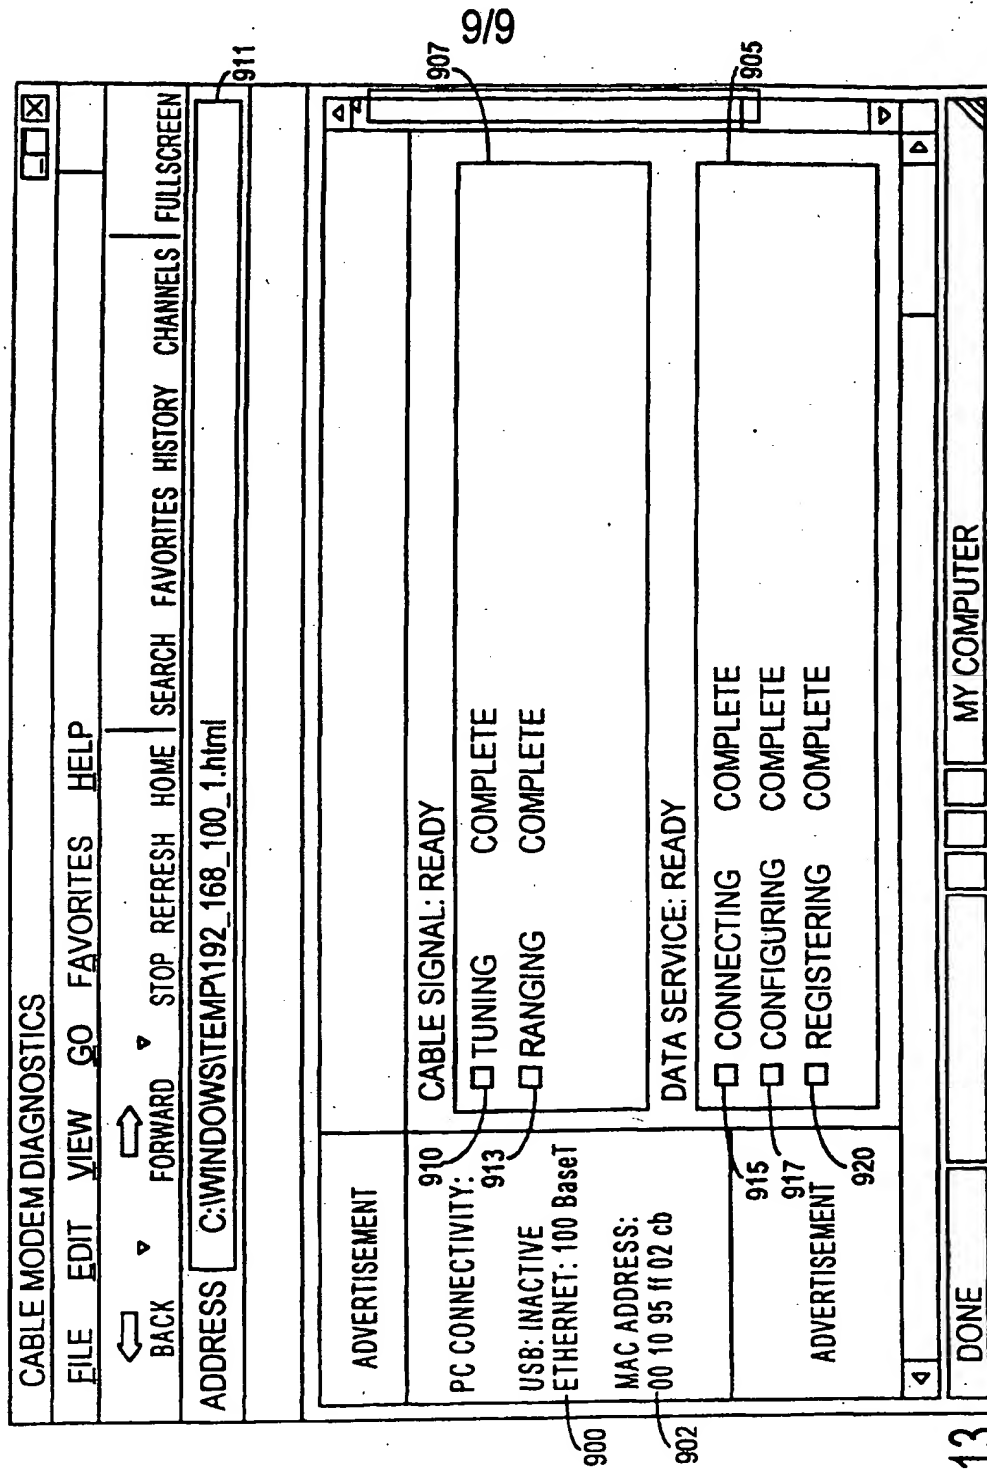 9/9
CABLE MODEM DIAGNOSTICS
FILE EDIT VIEW GO FAVORITES HELP
BACK FORWARD STOP REFRESH HOME SEARCH FAVORITES HISTORY CHANNELS FULLSCREEN
ADDRESS C:\WINDOWS\TEMP\192_168_100_1.html
911
ADVERTISEMENT
PC CONNECTIVITY:
USB: INACTIVE
ETHERNET: 100 BaseT
900
MAC ADDRESS:
00 10 95 ff 02 cb
902
ADVERTISEMENT
CABLE SIGNAL: READY
907
910 TUNING COMPLETE
913 RANGING COMPLETE
DATA SERVICE: READY
905
915 CONNECTING COMPLETE
917 CONFIGURING COMPLETE
920 REGISTERING COMPLETE
DONE MY COMPUTER
13